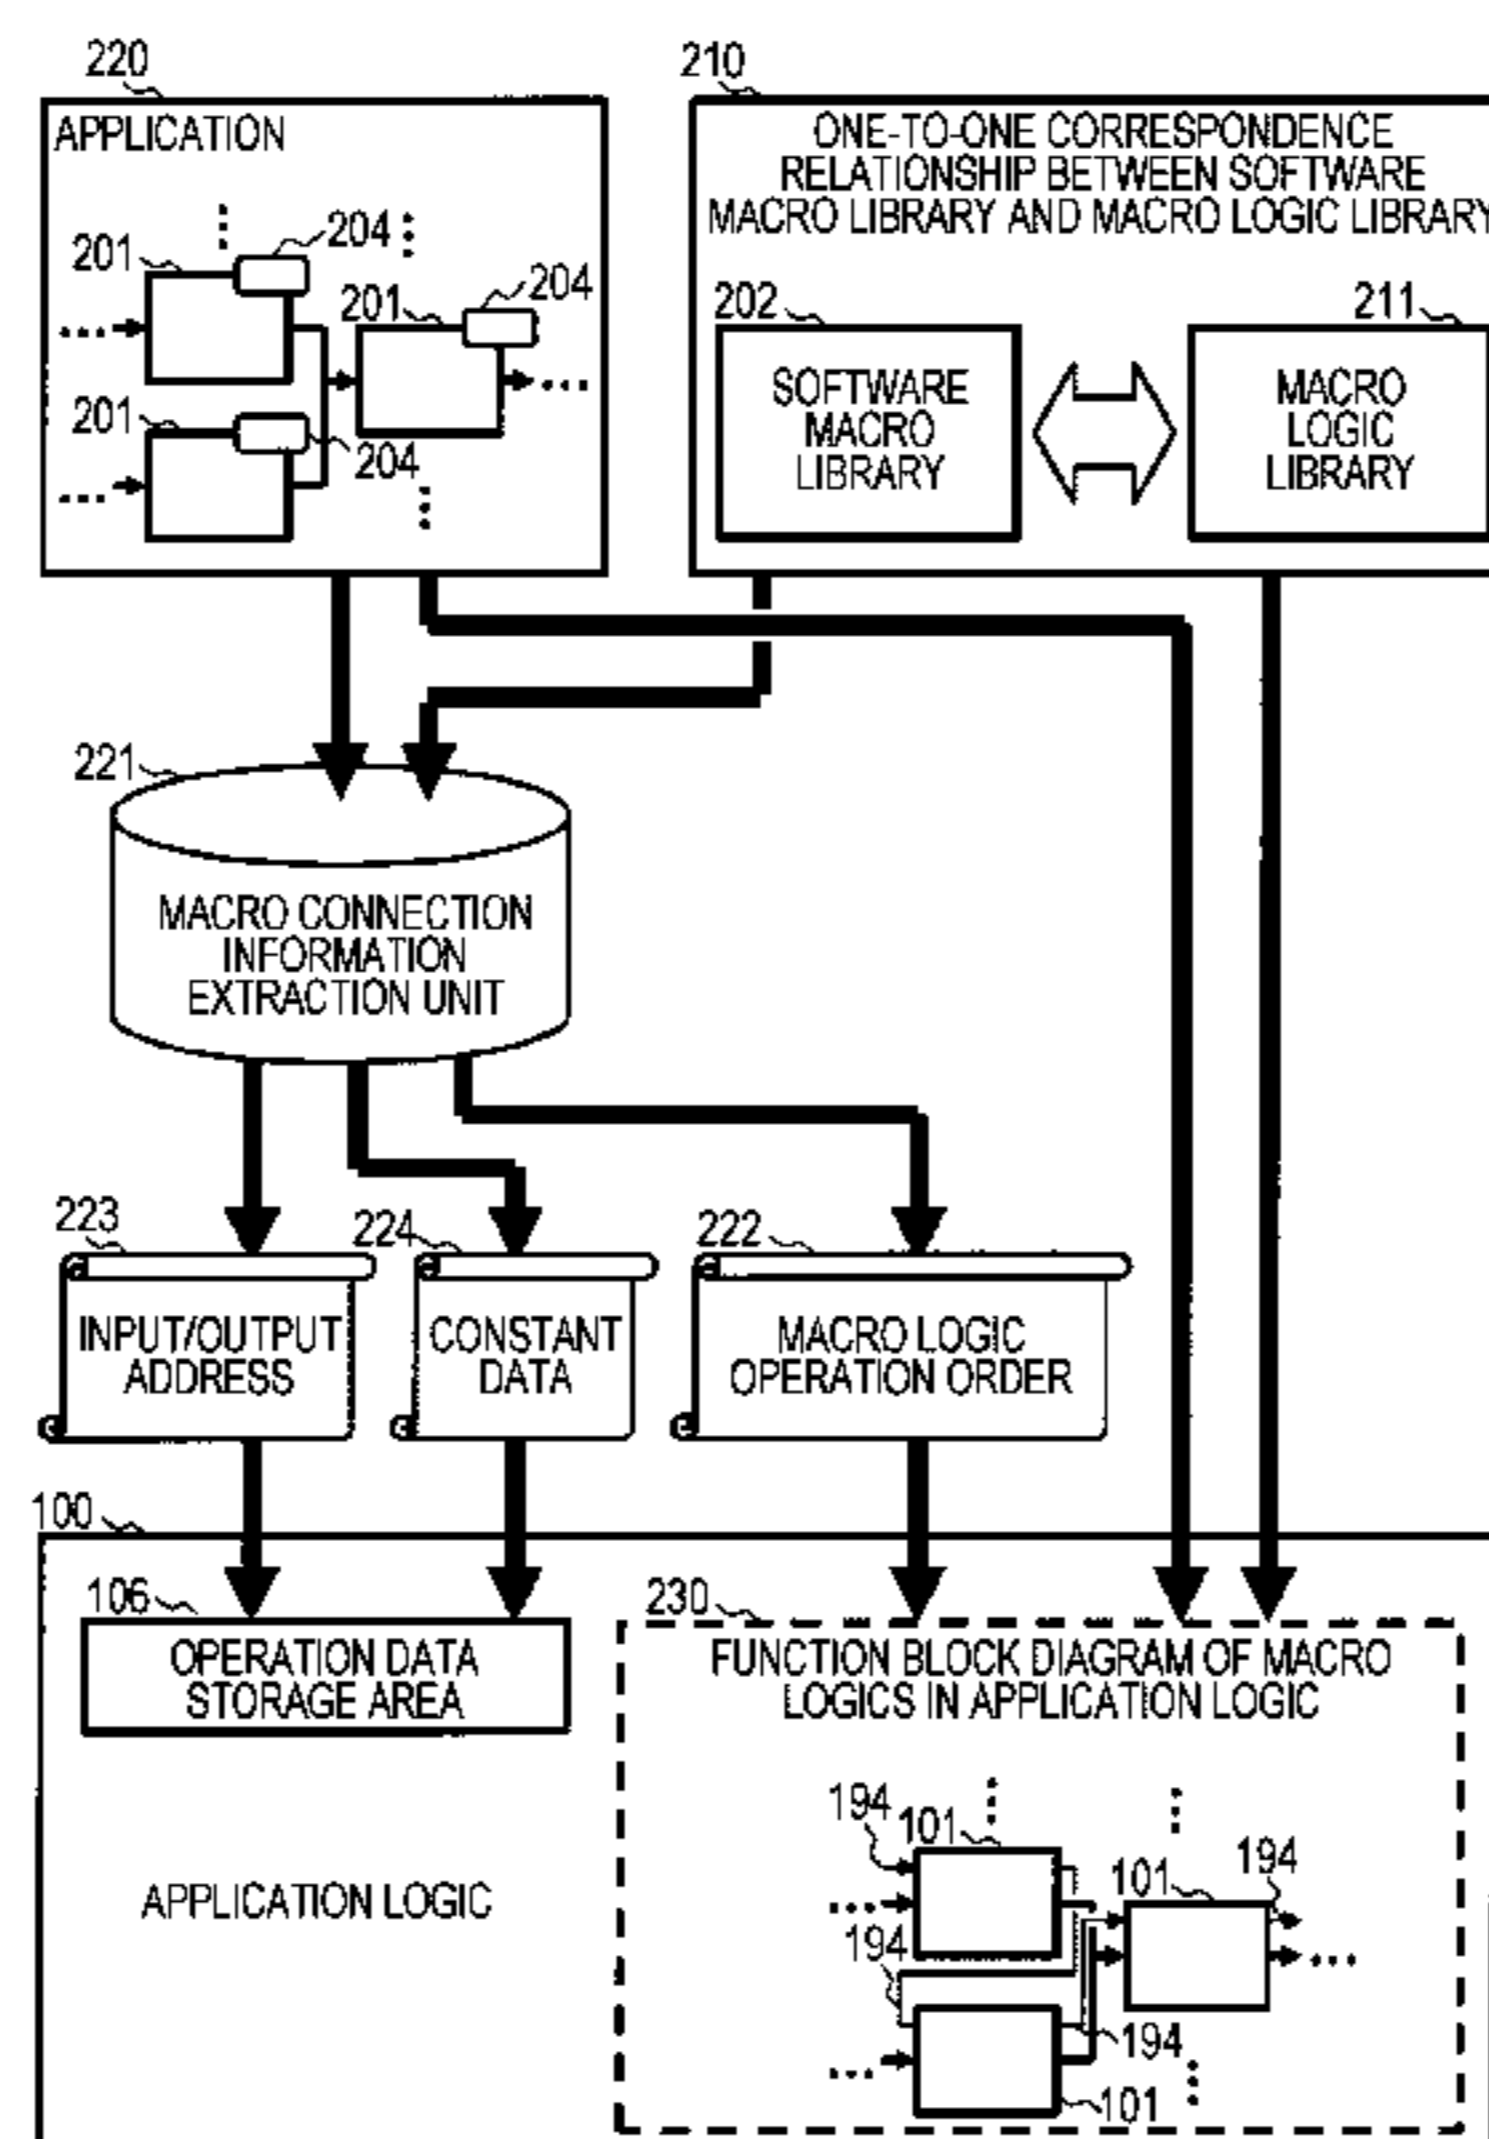 220
APPLICATION
201
204
201
204
201
204
210
ONE-TO-ONE CORRESPONDENCE
RELATIONSHIP BETWEEN SOFTWARE
MACRO LIBRARY AND MACRO LOGIC LIBRARY
202
SOFTWARE
MACRO
LIBRARY
211
MACRO
LOGIC
LIBRARY
221
MACRO CONNECTION
INFORMATION
EXTRACTION UNIT
223
INPUT/OUTPUT
ADDRESS
224
CONSTANT
DATA
222
MACRO LOGIC
OPERATION ORDER
100
106
OPERATION DATA
STORAGE AREA
APPLICATION LOGIC
230
FUNCTION BLOCK DIAGRAM OF MACRO
LOGICS IN APPLICATION LOGIC
194
101
101
194
194
194
101